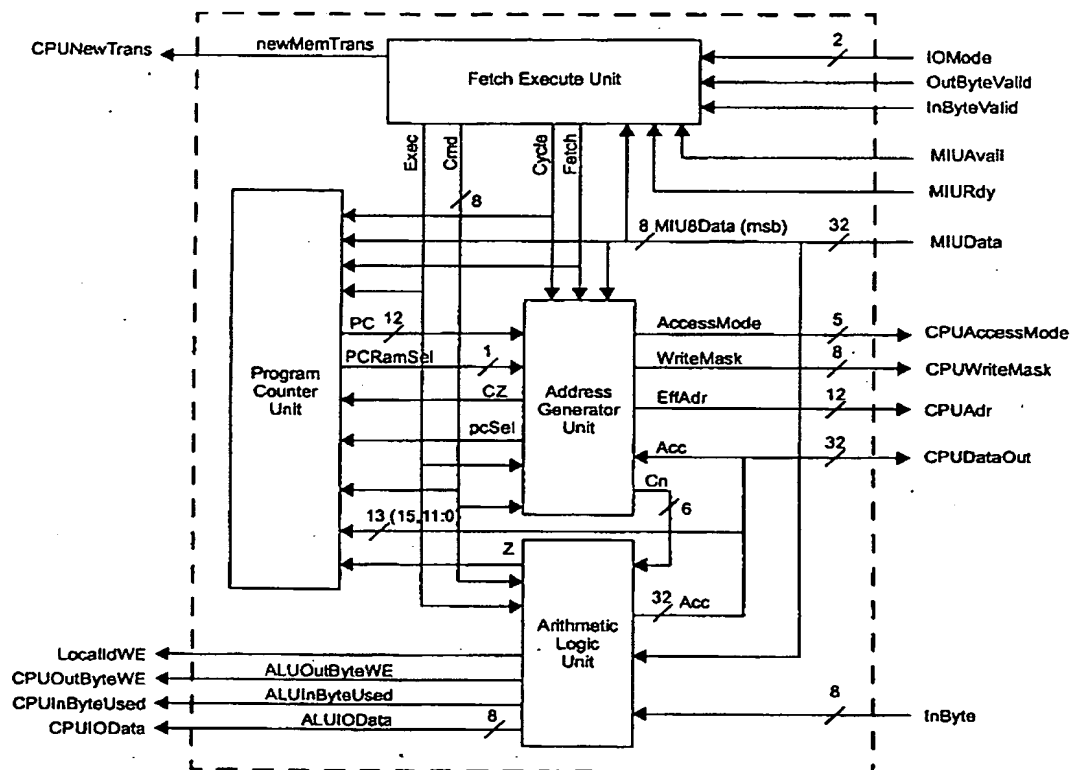 CPUNewTrans
newMemTrans
Fetch Execute Unit
2
IOMode
OutByteValid
InByteValid
Exec
Cmd
Cycle
Fetch
MIUAvail
MIURdy
8
8 MIU8Data (msb)
32
MIUData
PC 12
PCRamSel 1
CZ
pcSel
Program
Counter
Unit
Address
Generator
Unit
AccessMode 5
CPUAccessMode
WriteMask 8
CPUWriteMask
EffAdr 12
CPUAdr
Acc 32
CPUDataOut
Cn
6
13 (15,11:0)
Z
32 Acc
Arithmetic
Logic
Unit
LocalIdWE
CPUOutByteWE
ALUOutByteWE
CPUInByteUsed
ALUInByteUsed
CPUIOData
ALUIOData 8
8
InByte